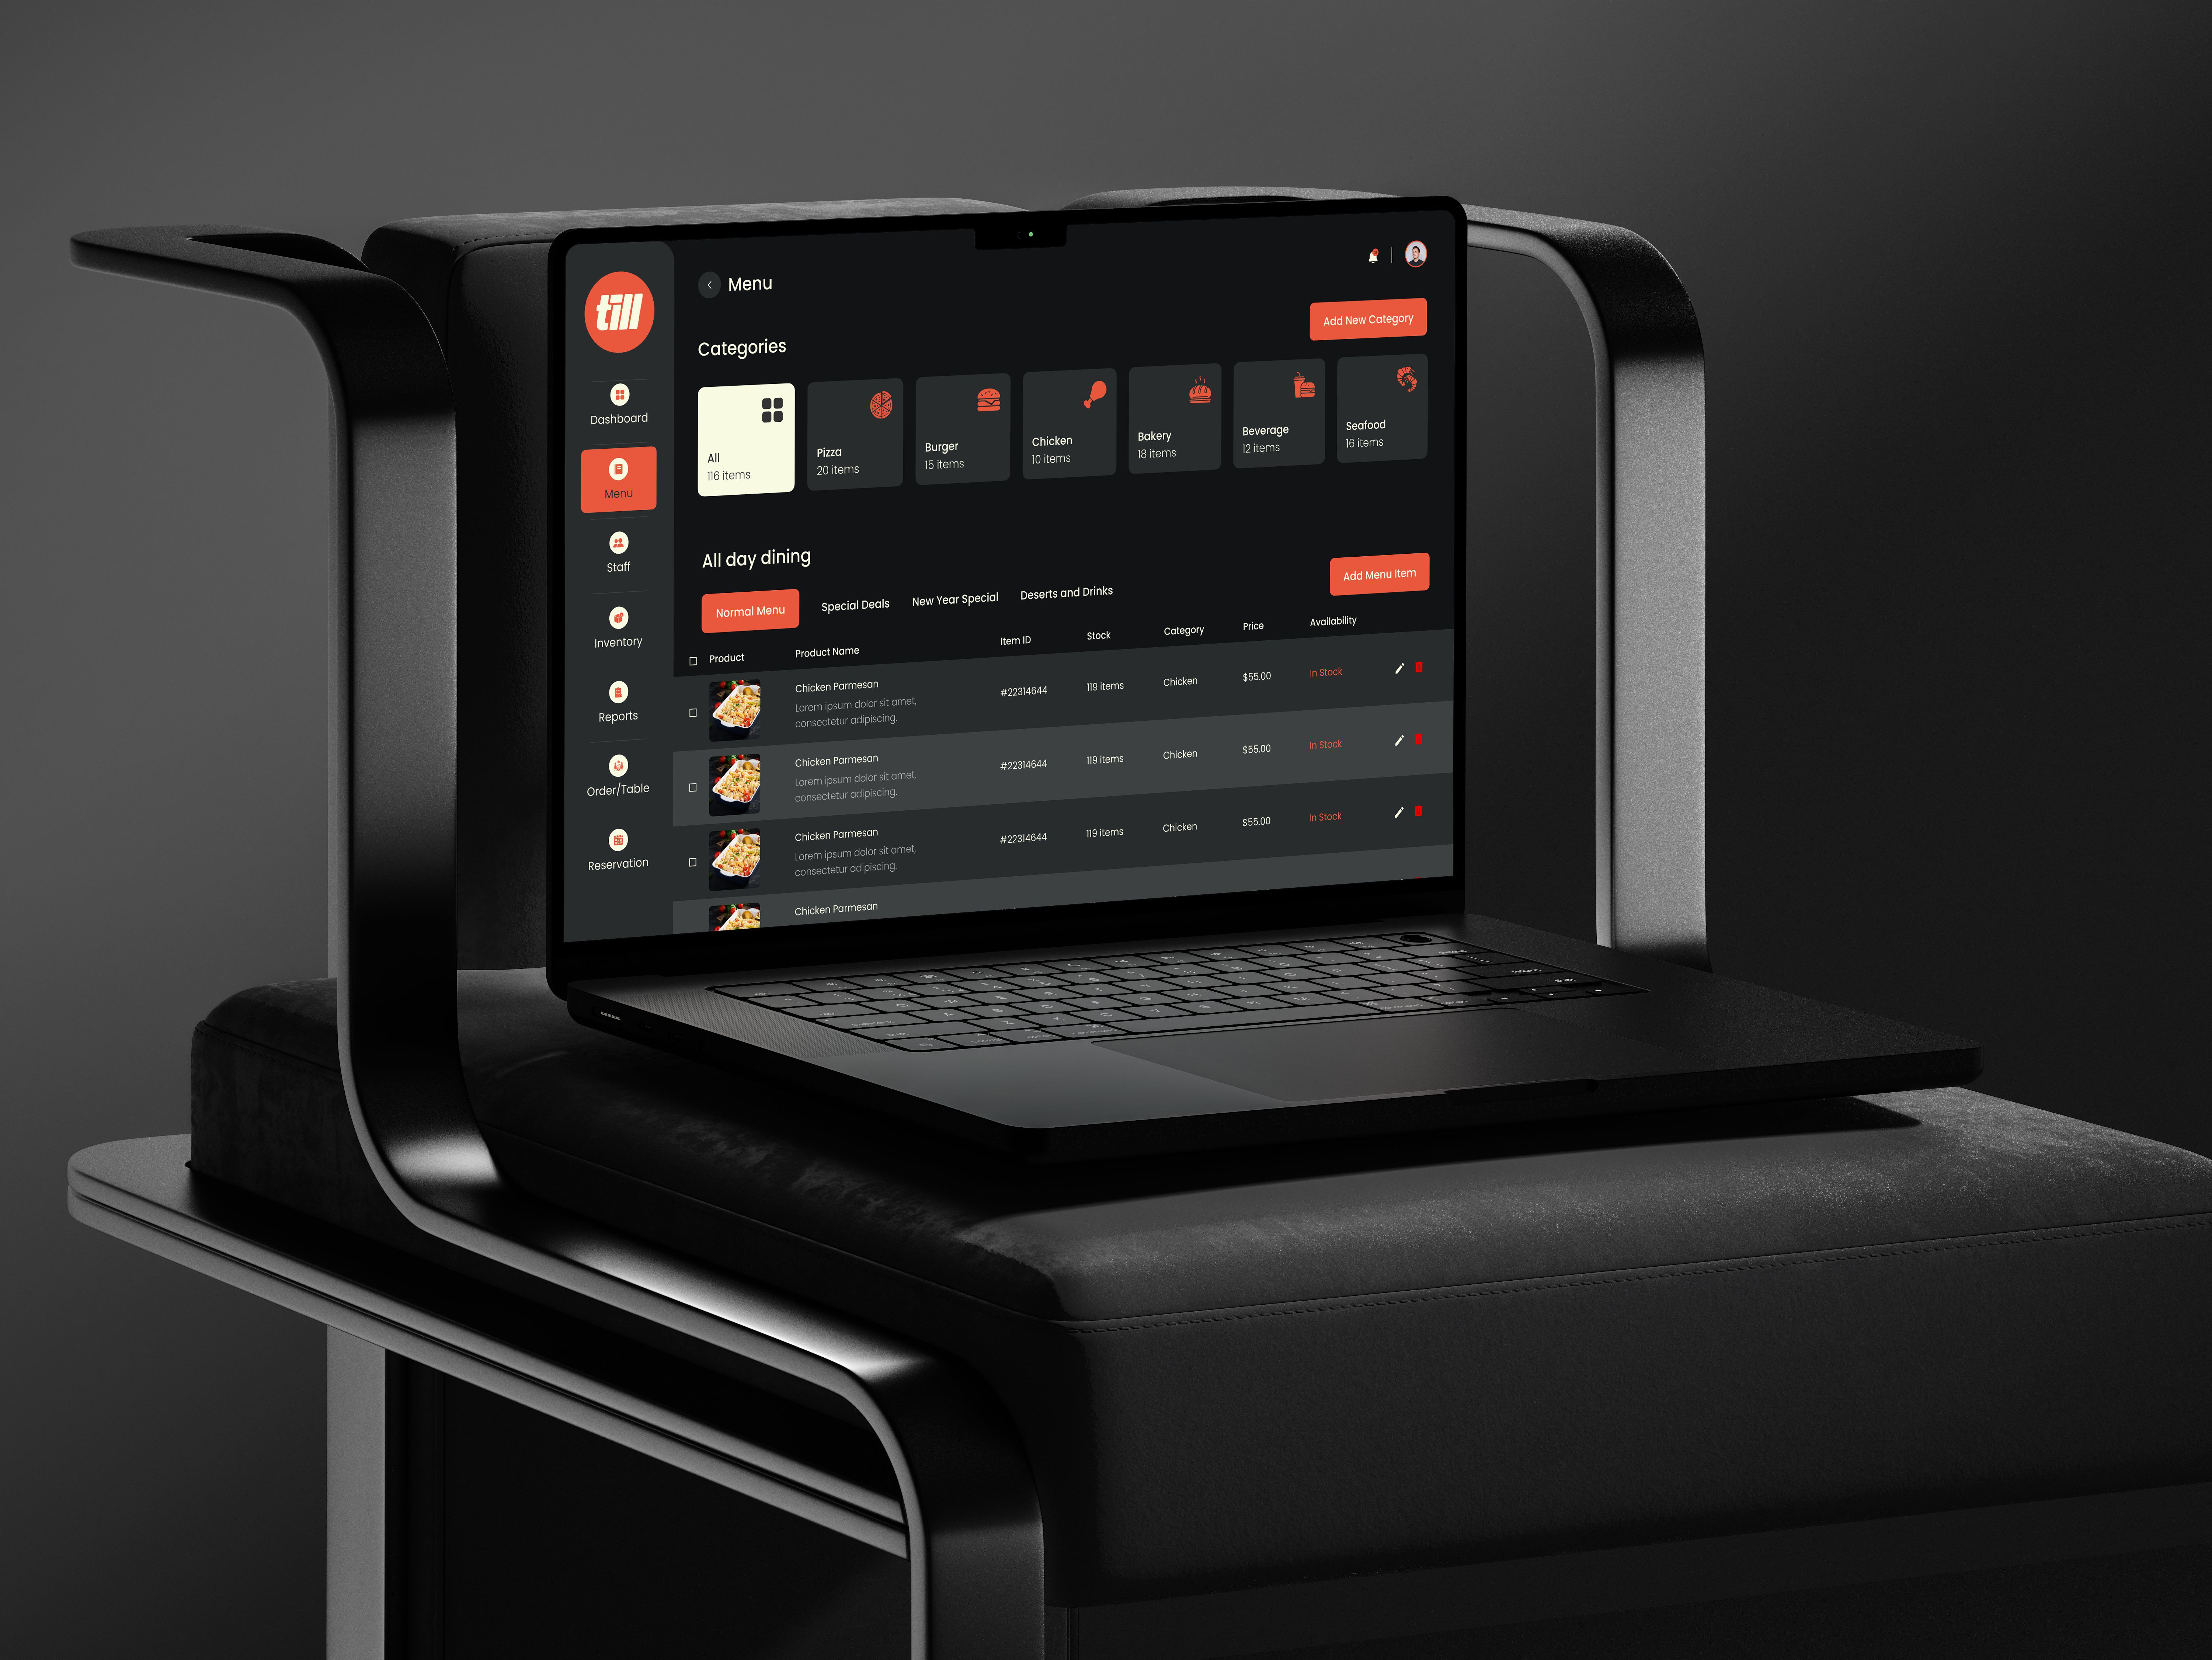 till
Menu
Add New Category
Categories
All
116 items
Pizza
20 items
Burger
15 items
Chicken
10 items
Bakery
18 items
Beverage
12 items
Seafood
16 items
Dashboard
Menu
Staff
Inventory
Reports
Order/Table
Reservation
All day dining
Add Menu Item
Normal Menu Special Deals New Year Special Deserts and Drinks
Product Product Name Item ID Stock Category Price Availability
Chicken Parmesan
Lorem ipsum dolor sit amet,
consectetur adipiscing.
#22314644 119 items Chicken $55.00 In Stock
Chicken Parmesan
Lorem ipsum dolor sit amet,
consectetur adipiscing.
#22314644 119 items Chicken $55.00 In Stock
Chicken Parmesan
Lorem ipsum dolor sit amet,
consectetur adipiscing.
#22314644 119 items Chicken $55.00 In Stock
Chicken Parmesan